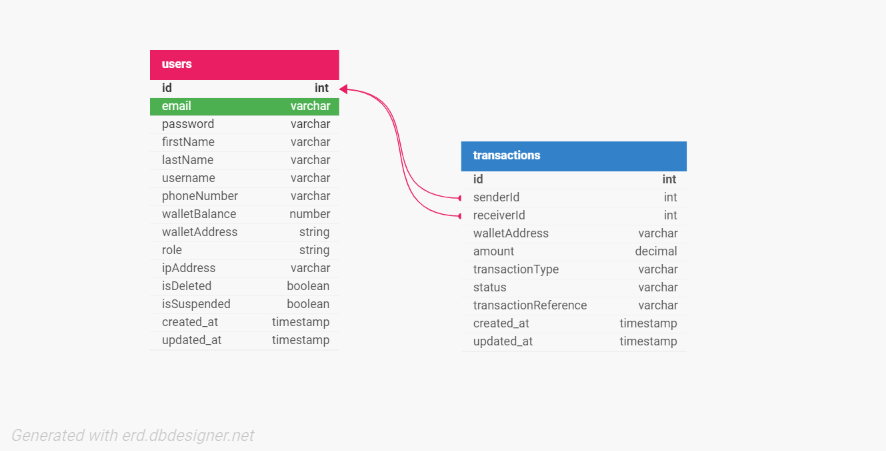 users
id int
email varchar
password varchar
firstName varchar
lastName varchar
username varchar
phoneNumber varchar
walletBalance number
walletAddress string
role string
ipAddress varchar
isDeleted boolean
isSuspended boolean
created_at timestamp
updated_at timestamp
transactions
id int
senderId int
receiverId int
walletAddress varchar
amount decimal
transactionType varchar
status varchar
transactionReference varchar
created_at timestamp
updated_at timestamp
Generated with erd.dbdesigner.net